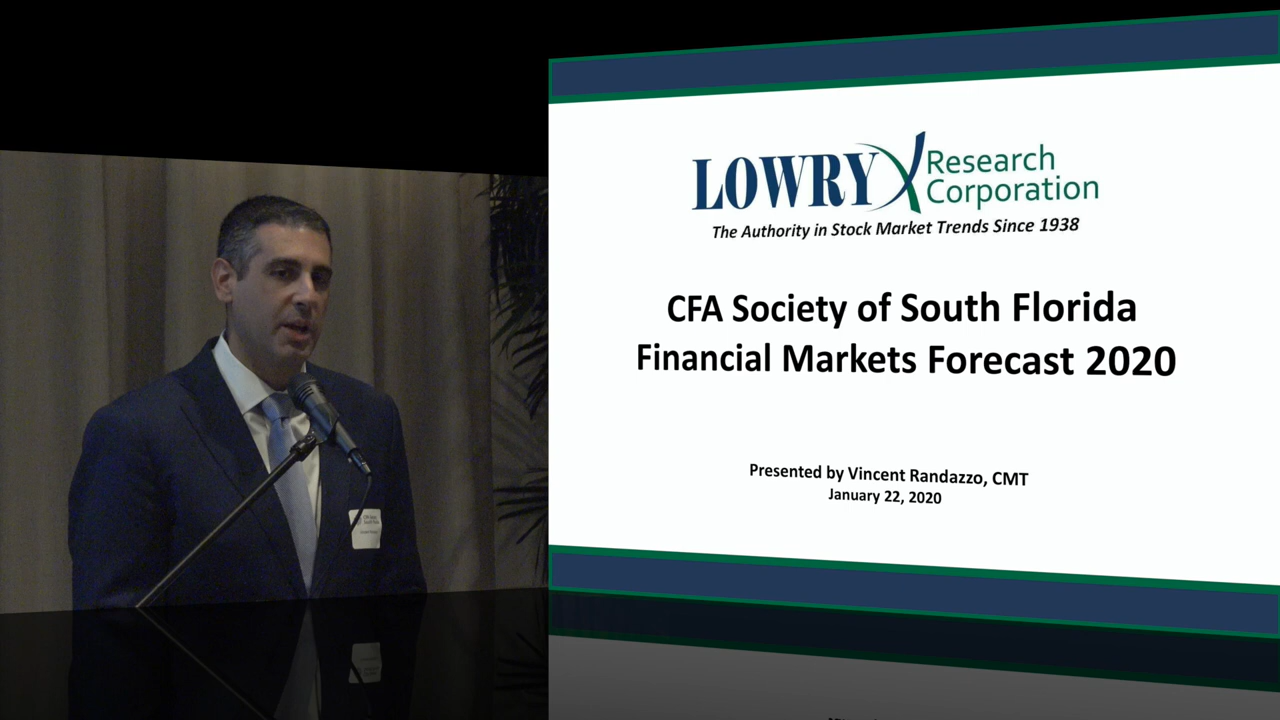 LOWRY Research
Corporation
The Authority in Stock Market Trends Since 1938
CFA Society of South Florida
Financial Markets Forecast 2020
Presented by Vincent Randazzo, CMT
January 22, 2020